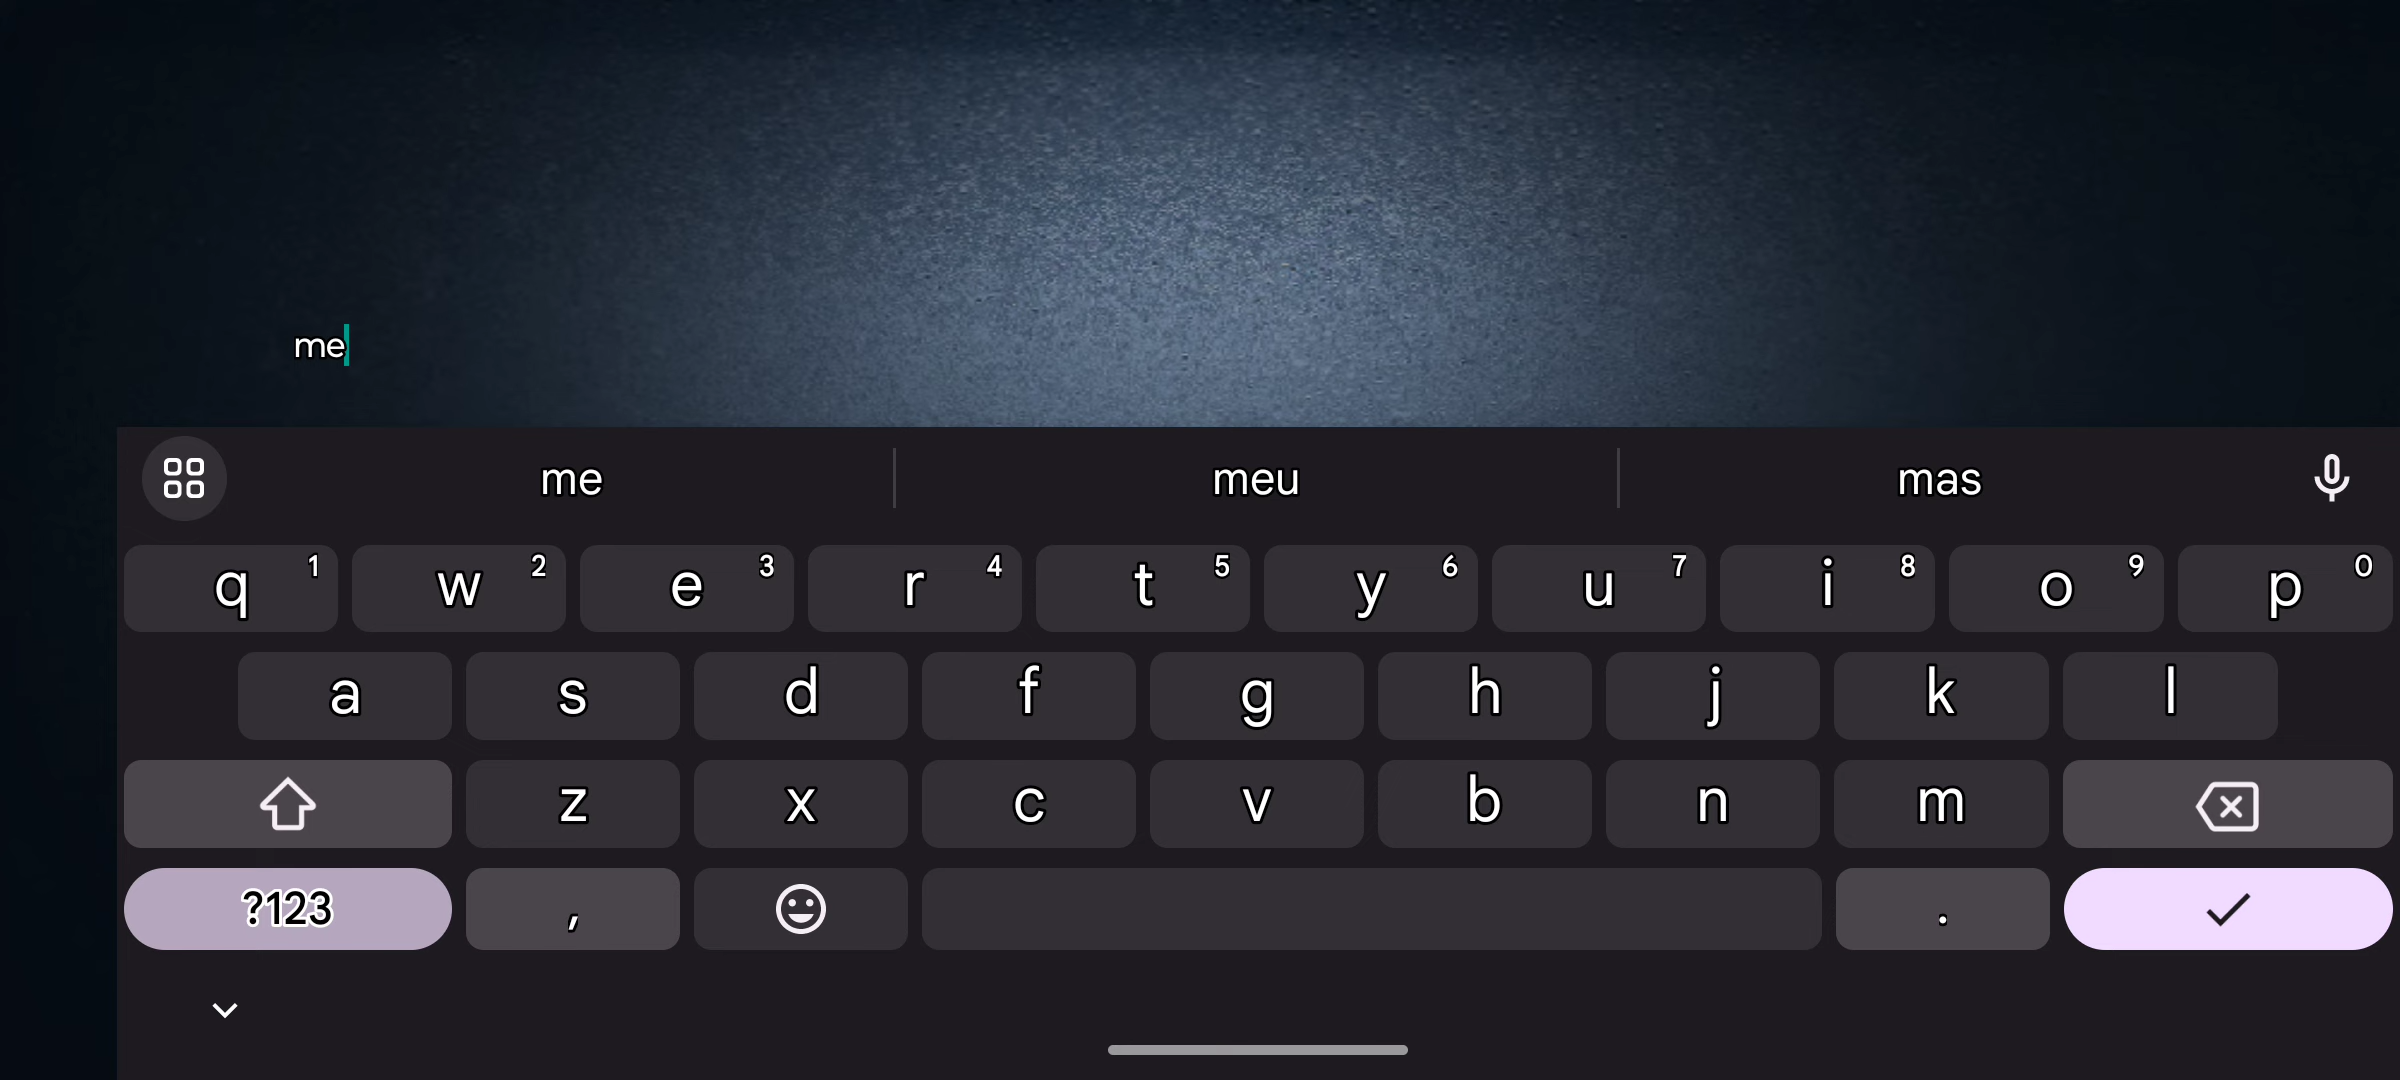 me
me meu mas
q 1 w 2 e 3 r 4 t 5 y 6 u 7 i 8 o 9 p 0
a s d f g h j k l
z x c v b n m
?123 , .